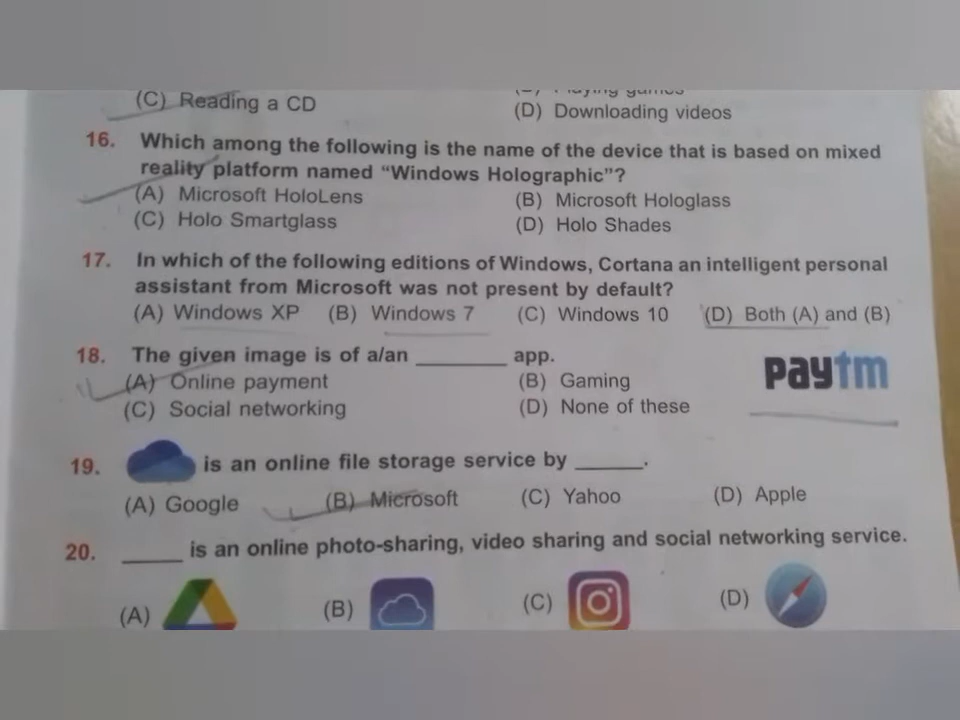 (C) Reading a CD
(D) Downloading videos
16. Which among the following is the name of the device that is based on mixed
reality platform named “Windows Holographic”?
(A) Microsoft HoloLens (B) Microsoft Hologlass
(C) Holo Smartglass (D) Holo Shades
17. In which of the following editions of Windows, Cortana an intelligent personal
assistant from Microsoft was not present by default?
(A) Windows XP (B) Windows 7 (C) Windows 10 (D) Both (A) and (B)
18. The given image is of a/an ________ app.
(A) Online payment (B) Gaming
paytm
(C) Social networking (D) None of these
19. is an online file storage service by ______.
(A) Google (B) Microsoft (C) Yahoo (D) Apple
20. ______ is an online photo-sharing, video sharing and social networking service.
(A) (B) (C) (D)